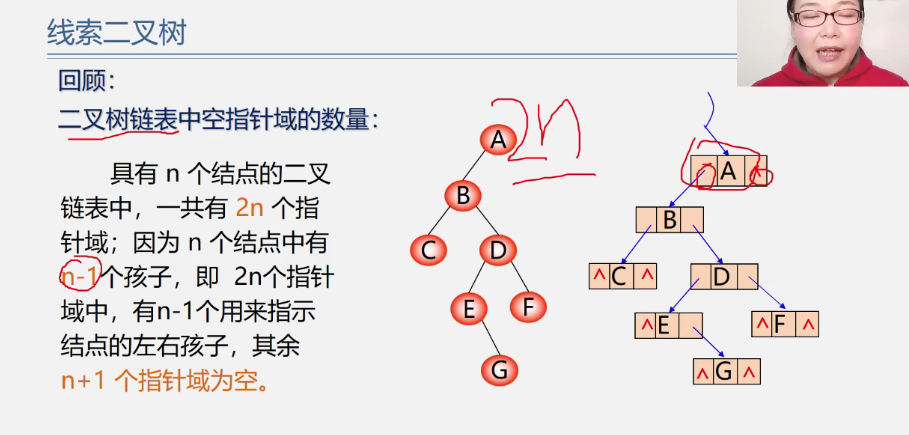 线索二叉树
回顾：
二叉树链表中空指针域的数量：
具有 n 个结点的二叉
链表中，一共有 2n 个指
针域；因为 n 个结点中有
n-1个孩子，即 2n个指针
域中，有n-1个用来指示
结点的左右孩子，其余
n+1 个指针域为空。
2n
A
B
C
D
E
F
G
A ^
B
^ C ^
D
^ E
^ F ^
^ G ^